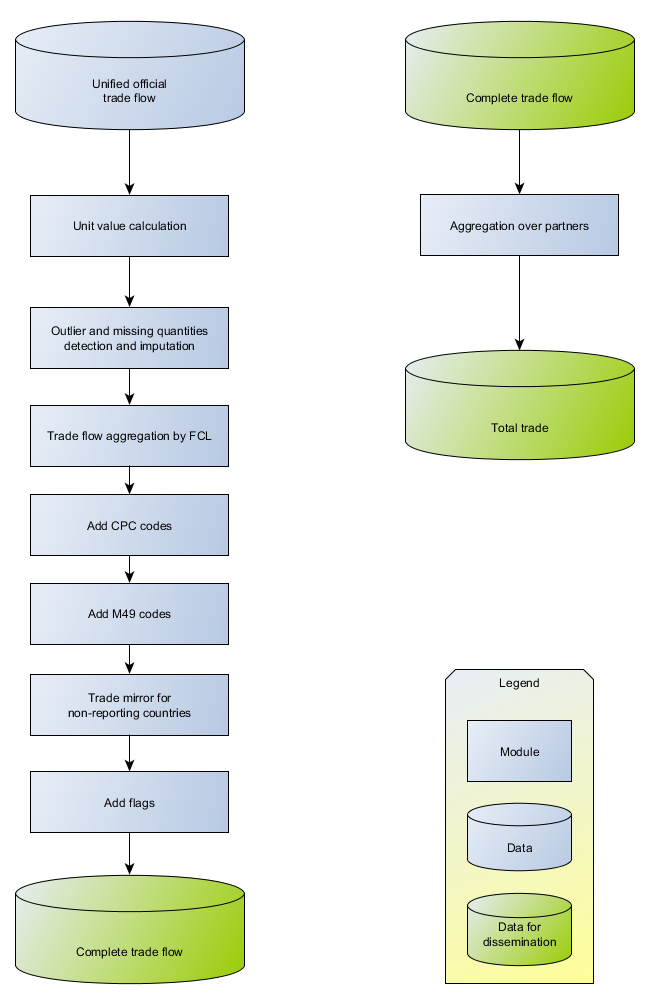 Unified official
trade flow
Unit value calculation
Outlier and missing quantities
detection and imputation
Trade flow aggregation by FCL
Add CPC codes
Add M49 codes
Trade mirror for
non-reporting countries
Add flags
Complete trade flow
Complete trade flow
Aggregation over partners
Total trade
Legend
Module
Data
Data for
dissemination